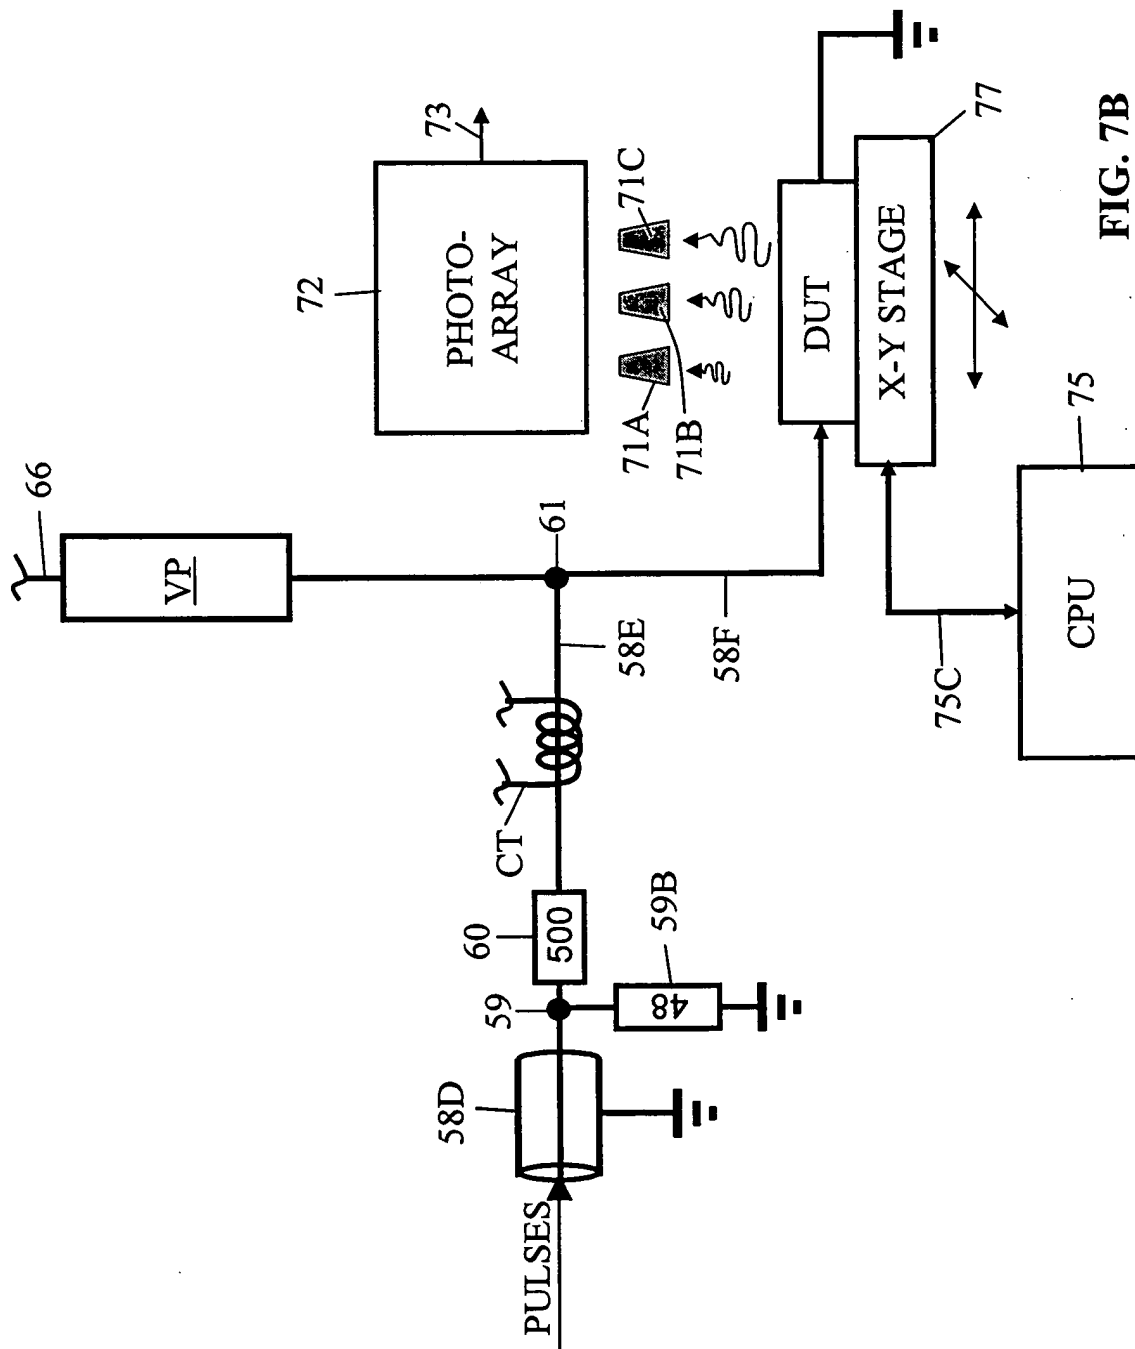 66
VP
72
PHOTO-
ARRAY
73
71A
71B
71C
61
58E
58F
CT
60
500
59
48
59B
58D
PULSES
DUT
X-Y STAGE
77
75
CPU
75C
FIG. 7B